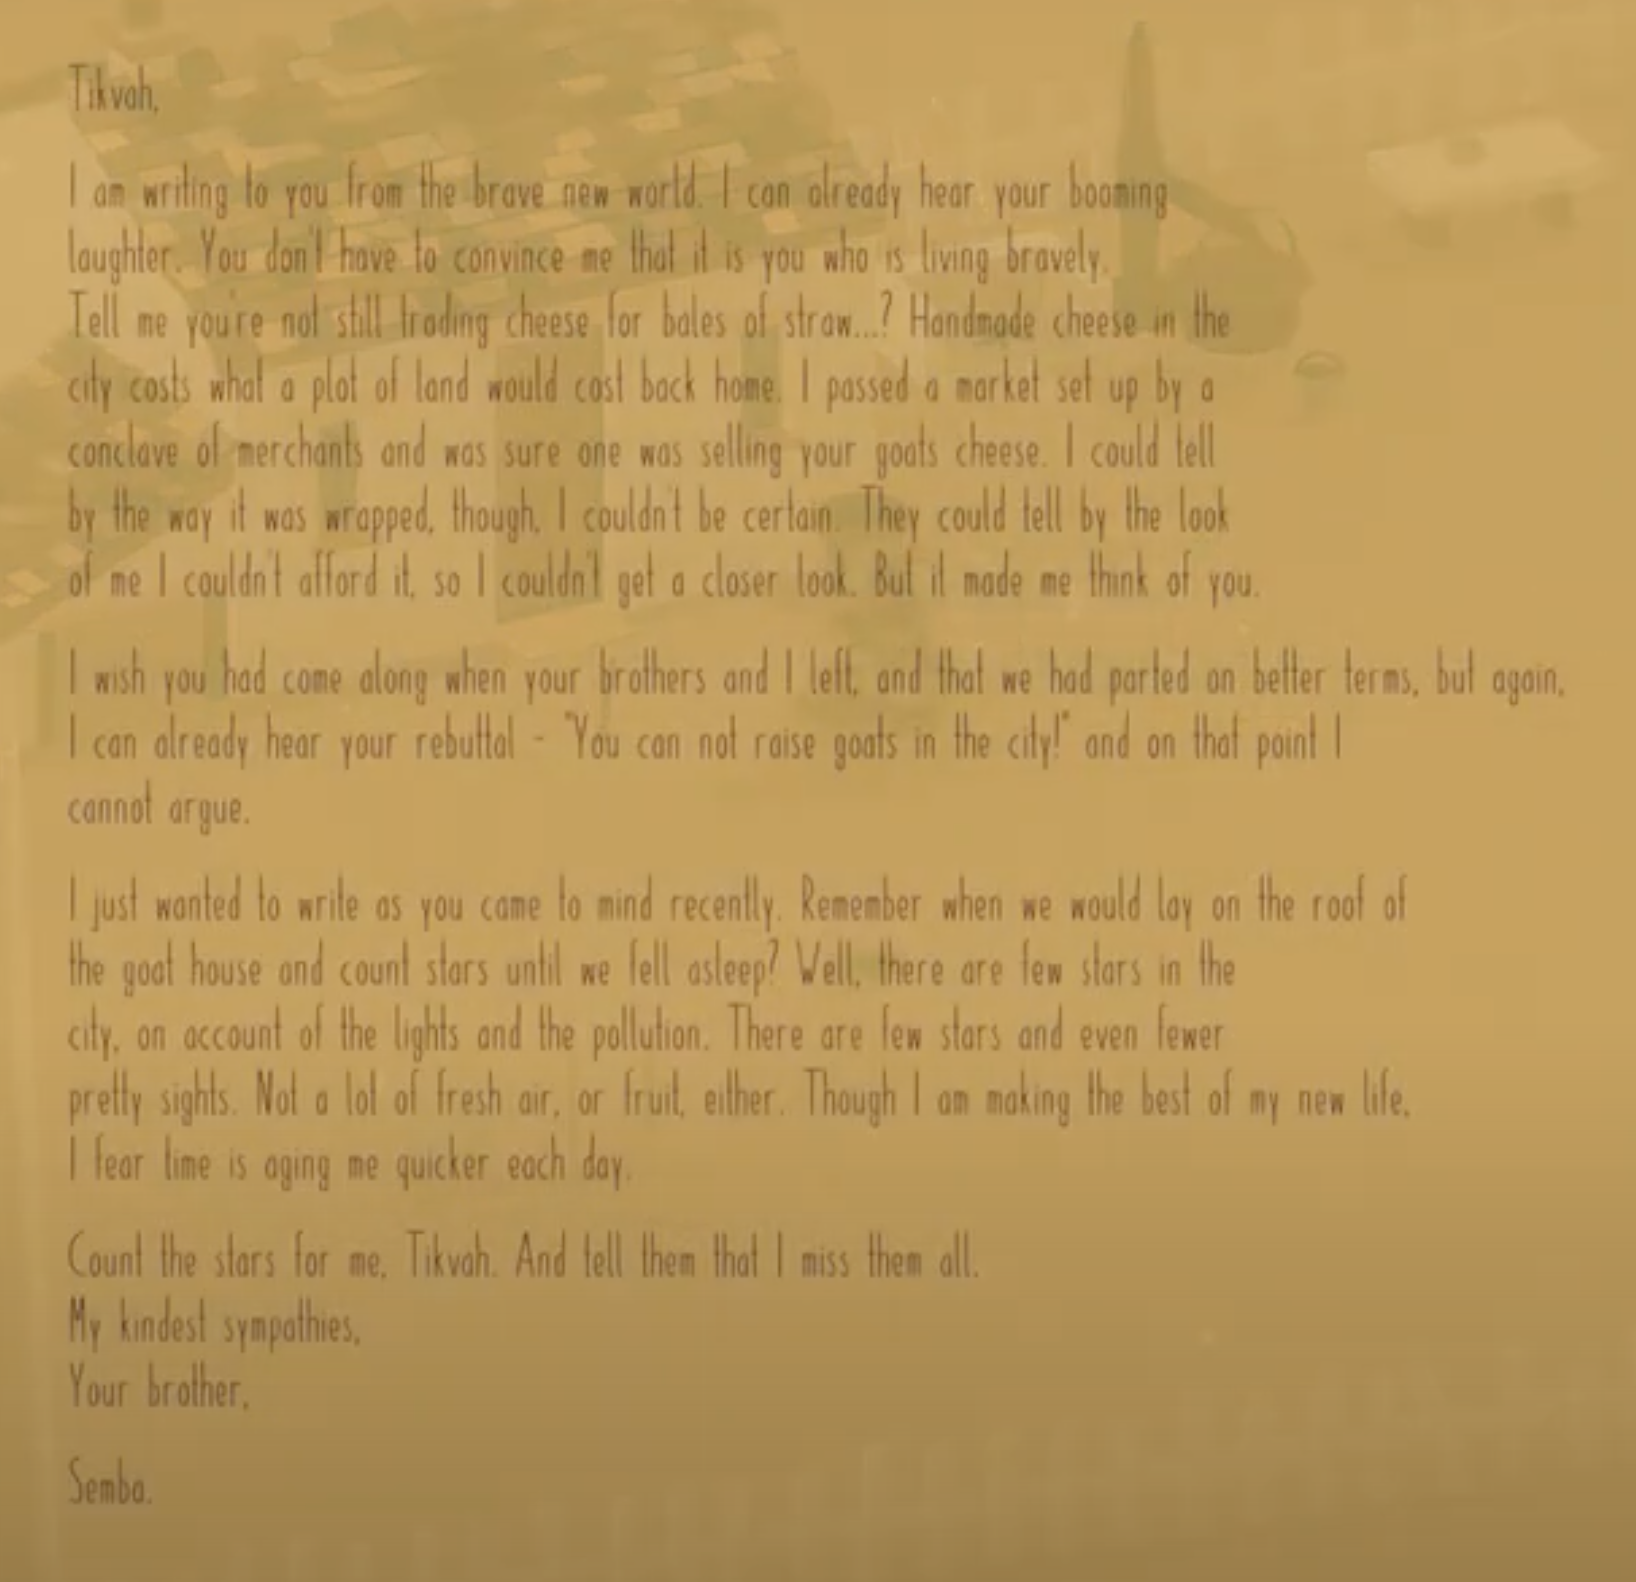 Tikvah,
I am writing to you from the brave new world. I can already hear your booming
laughter. You don't have to convince me that it is you who is living bravely.
Tell me you're not still trading cheese for bales of straw...? Handmade cheese in the
city costs what a plot of land would cost back home. I passed a market set up by a
conclave of merchants and was sure one was selling your goats cheese. I could tell
by the way it was wrapped, though, I couldn't be certain. They could tell by the look
of me I couldn't afford it, so I couldn't get a closer look. But it made me think of you.
I wish you had come along when your brothers and I left, and that we had parted on better terms, but again,
I can already hear your rebuttal - "You can not raise goats in the city!" and on that point I
cannot argue.
I just wanted to write as you came to mind recently. Remember when we would lay on the roof of
the goat house and count stars until we fell asleep? Well, there are few stars in the
city, on account of the lights and the pollution. There are few stars and even fewer
pretty sights. Not a lot of fresh air, or fruit, either. Though I am making the best of my new life,
I fear time is aging me quicker each day.
Count the stars for me, Tikvah. And tell them that I miss them all.
My kindest sympathies,
Your brother,
Semba.